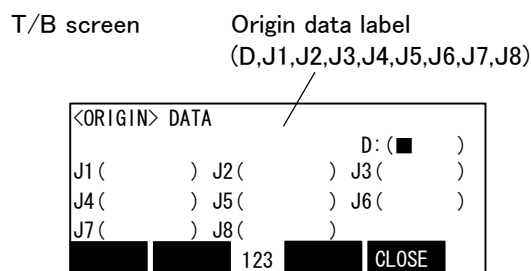 T/B screen Origin data label
(D,J1,J2,J3,J4,J5,J6,J7,J8)
<ORIGIN> DATA
D:(■ )
J1( ) J2( ) J3( )
J4( ) J5( ) J6( )
J7( ) J8( )
123 CLOSE